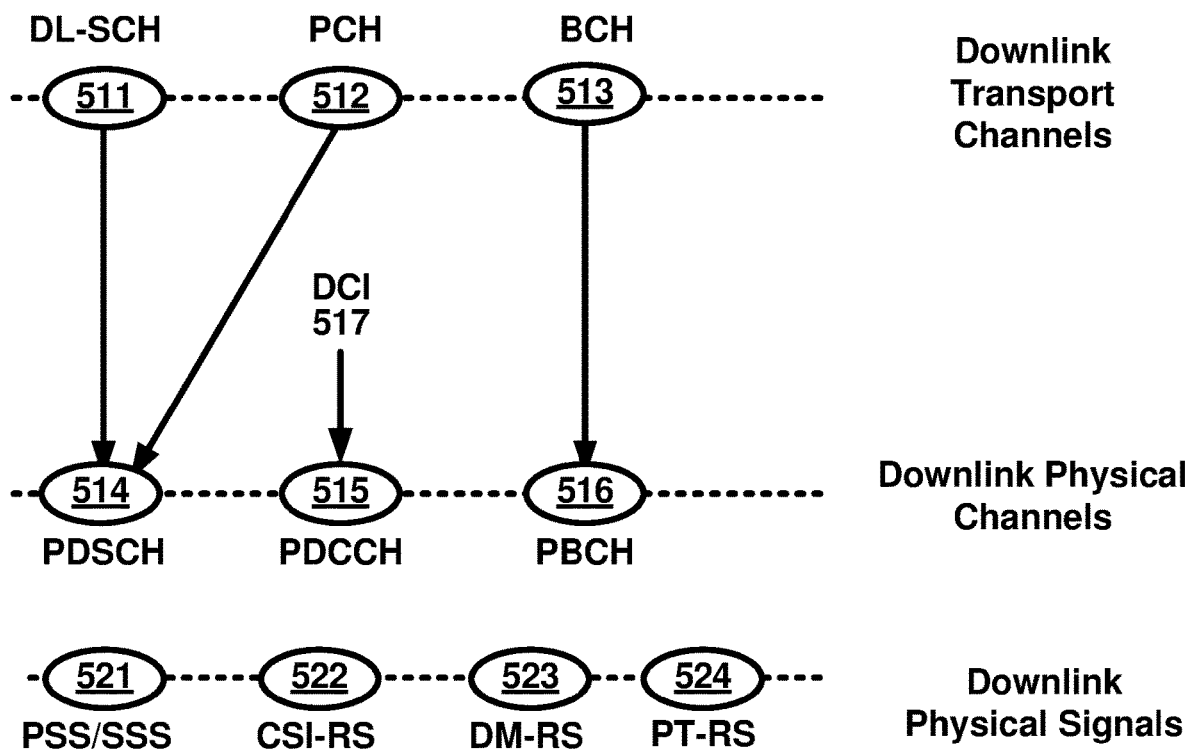 DL-SCH PCH BCH
511 512 513
Downlink
Transport
Channels
DCI
517
514 515 516
PDSCH PDCCH PBCH
Downlink Physical
Channels
521 522 523 524
PSS/SSS CSI-RS DM-RS PT-RS
Downlink
Physical Signals